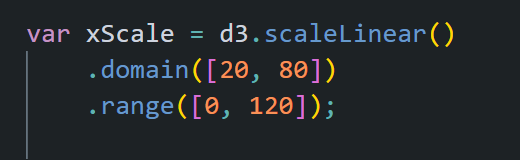 var xScale = d3.scaleLinear()
    .domain([20, 80])
    .range([0, 120]);